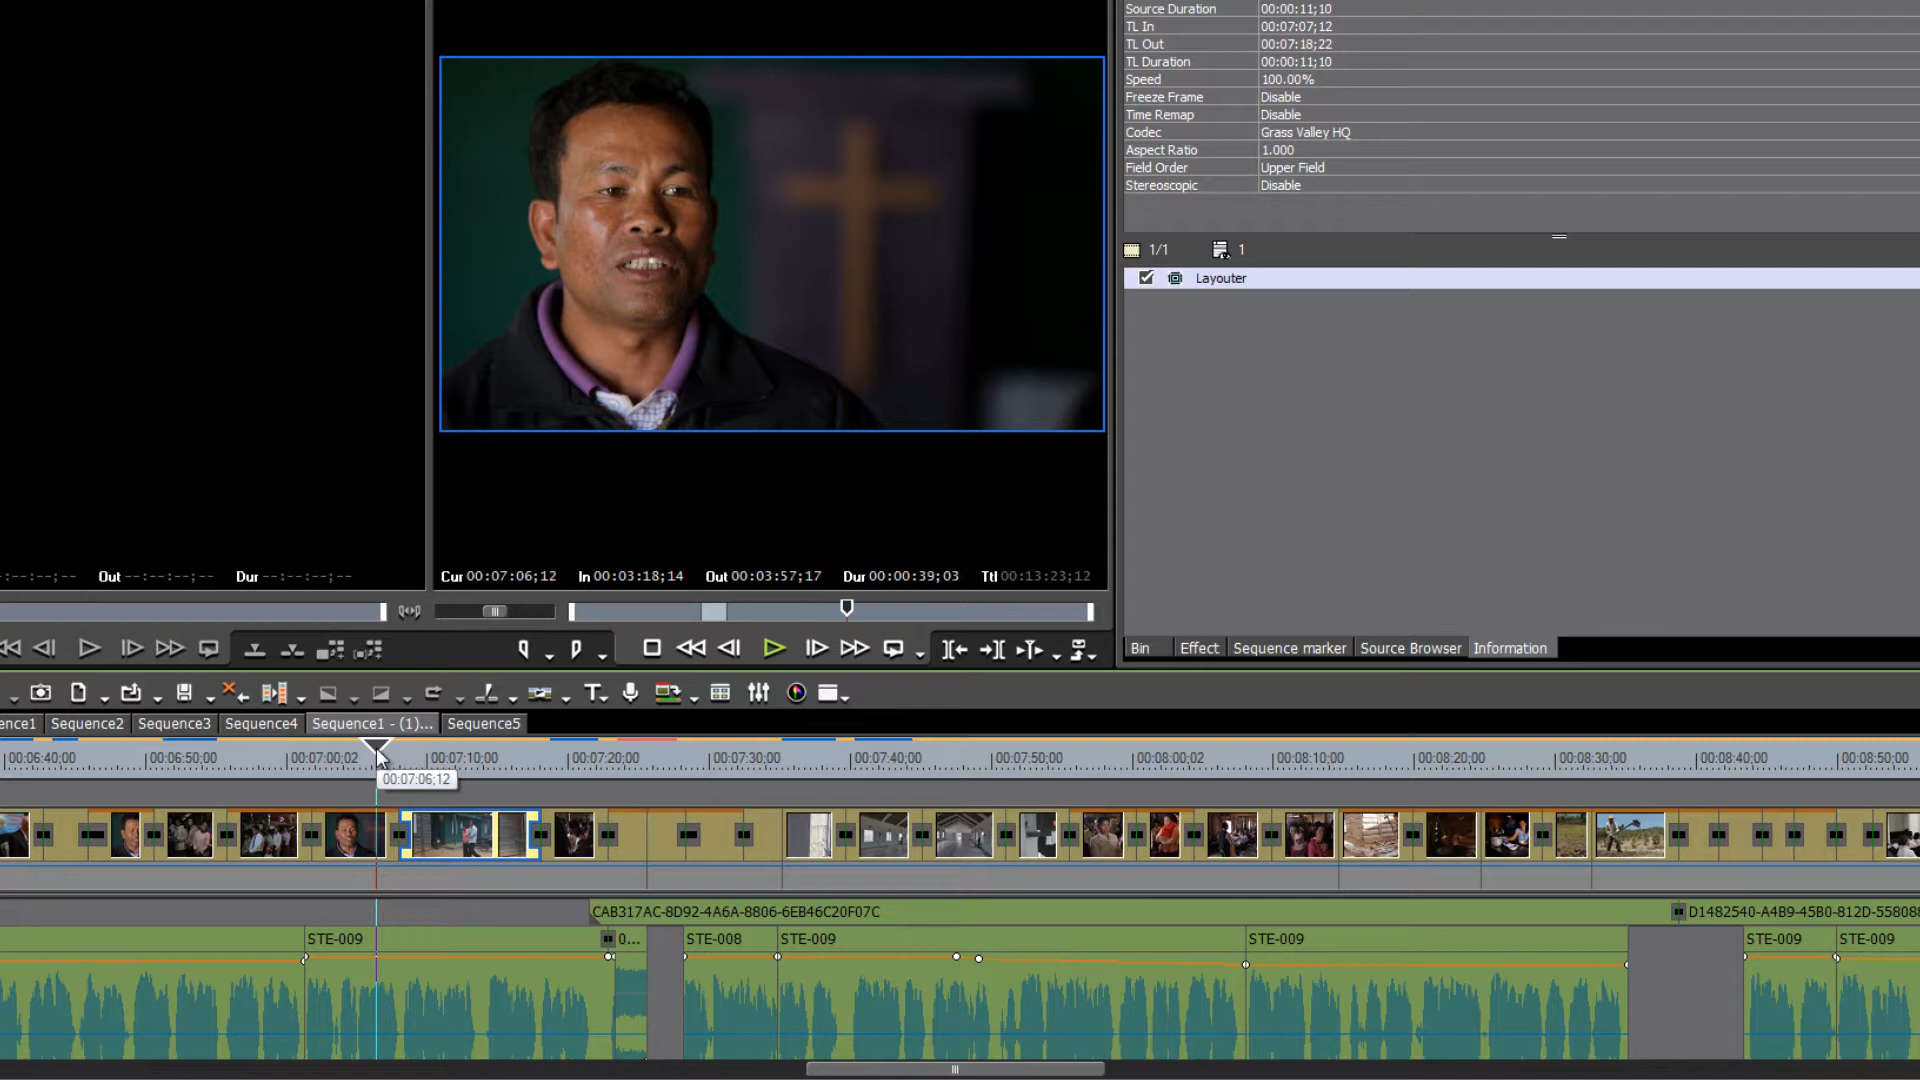 Source Duration 00:00:11;10
TL In 00:07:07;12
TL Out 00:07:18;22
TL Duration 00:00:11;10
Speed 100.00%
Freeze Frame Disable
Time Remap Disable
Codec Grass Valley HQ
Aspect Ratio 1.000
Field Order Upper Field
Stereoscopic Disable
1/1 1
Layouter
--:--;-- Out --:--:--;-- Dur --:--:--;--
Cur 00:07:06;12 In 00:03:18;14 Out 00:03:57;17 Dur 00:00:39;03 Ttl 00:13:23;12
Bin Effect Sequence marker Source Browser Information
ence1 Sequence2 Sequence3 Sequence4 Sequence1 - (1)... Sequence5
00:06:40;00 00:06:50;00 00:07:00;02 00:07:10;00 00:07:20;00 00:07:30;00 00:07:40;00 00:07:50;00 00:08:00;02 00:08:10;00 00:08:20;00 00:08:30;00 00:08:40;00 00:08:50;00
00:07:06;12
CAB317AC-8D92-4A6A-8806-6EB46C20F07C D1482540-A4B9-45B0-812D-558088
STE-009 0... STE-008 STE-009 STE-009 STE-009 STE-009